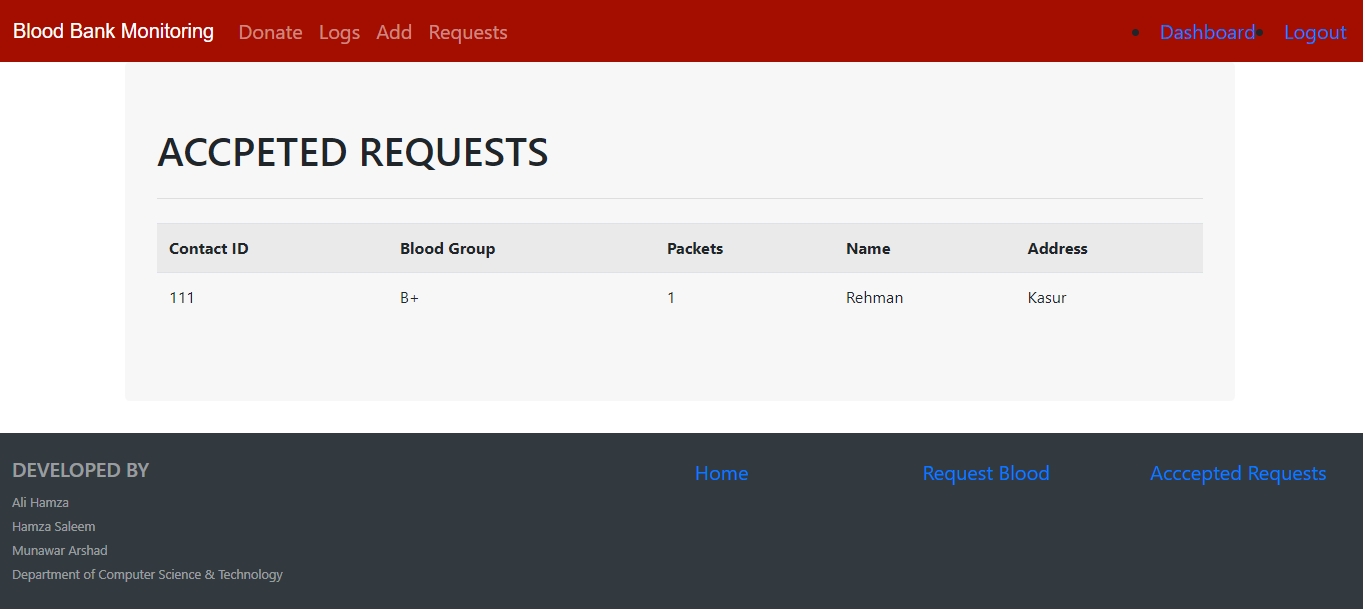 Blood Bank Monitoring Donate Logs Add Requests • Dashboard • Logout
ACCPETED REQUESTS
Contact ID Blood Group Packets Name Address
111 B+ 1 Rehman Kasur
DEVELOPED BY Home Request Blood Acccepted Requests
Ali Hamza
Hamza Saleem
Munawar Arshad
Department of Computer Science & Technology